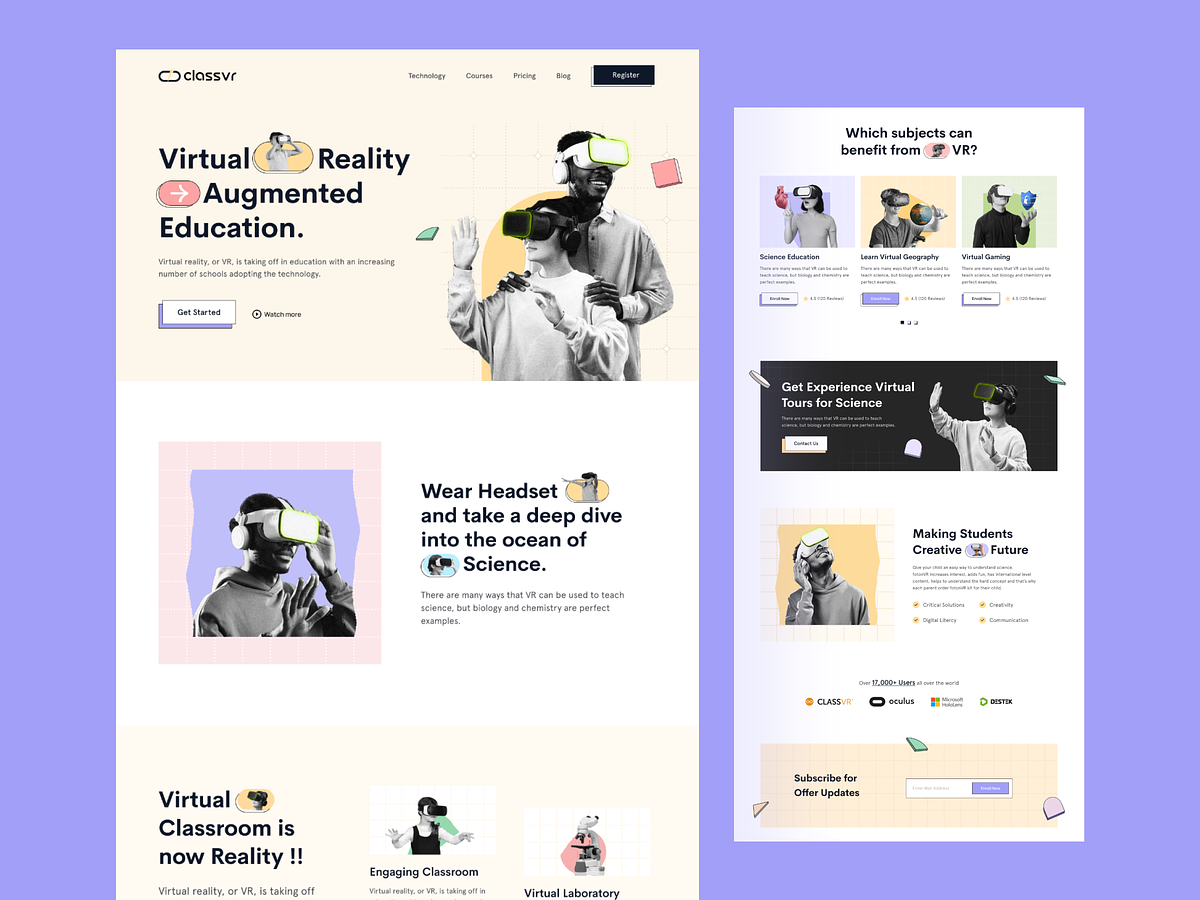 classvr
Technology Courses Pricing Blog Register
Virtual Reality
Augmented
Education.
Virtual reality, or VR, is taking off in education with an increasing
number of schools adopting the technology.
Get Started Watch more
Wear Headset
and take a deep dive
into the ocean of
Science.
There are many ways that VR can be used to teach
science, but biology and chemistry are perfect
examples.
Virtual
Classroom is
now Reality !!
Virtual reality, or VR, is taking off
Engaging Classroom
Virtual reality, or VR, is taking off in
Virtual Laboratory
Which subjects can
benefit from VR?
Science Education
There are many ways that VR can be used to
teach, but biology and chemistry are
perfect examples.
Enroll Now 4.5 (120 Reviews)
Learn Virtual Geography
There are many ways that VR can be used to
teach, but biology and chemistry are
perfect examples.
Enroll Now 4.5 (120 Reviews)
Virtual Gaming
There are many ways that VR can be used to
teach, but biology and chemistry are
perfect examples.
Enroll Now 4.5 (120 Reviews)
Get Experience Virtual
Tours for Science
There are many ways that VR can be used to teach
science, but biology and chemistry are perfect examples.
Contact Us
Making Students
Creative Future
Give your child an easy way to understand science.
fotonVR increases interest, adds fun, has international level
content, helps to understand the hard concept and that's why
each parent order fotonVR kit for their child
Critical Solutions Creativity
Digital Litercy Communication
Over 17,000+ Users all over the world
CLASSVR oculus Microsoft
HoloLens
DESTEK
Subscribe for
Offer Updates
Enter Mail Address Enroll Now